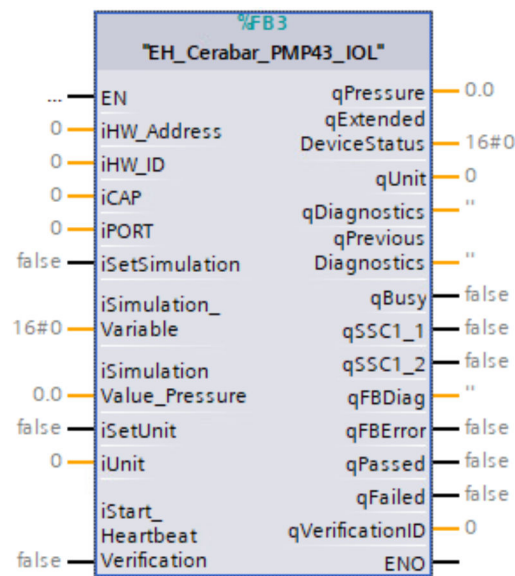 %FB3
"EH_Cerabar_PMP43_IOL"
... EN qPressure 0.0
0 iHW_Address qExtended
DeviceStatus 16#0
0 iHW_ID qUnit 0
0 iCAP qDiagnostics ''
0 iPORT qPrevious
Diagnostics ''
false iSetSimulation qBusy false
iSimulation_
16#0 Variable qSSC1_1 false
iSimulation qSSC1_2 false
0.0 Value_Pressure qFBDiag ''
false iSetUnit qFBError false
0 iUnit qPassed false
iStart_ qFailed false
Heartbeat qVerificationID 0
false Verification ENO